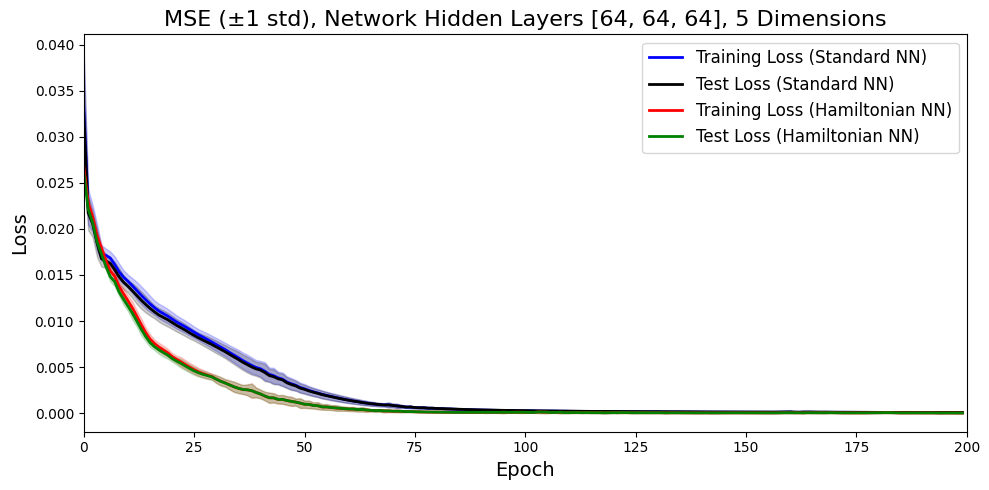 MSE (±1 std), Network Hidden Layers [64, 64, 64], 5 Dimensions
0.040
0.035
0.030
0.025
0.020
0.015
0.010
0.005
0.000
Loss
Training Loss (Standard NN)
Test Loss (Standard NN)
Training Loss (Hamiltonian NN)
Test Loss (Hamiltonian NN)
0 25 50 75 100 125 150 175 200
Epoch